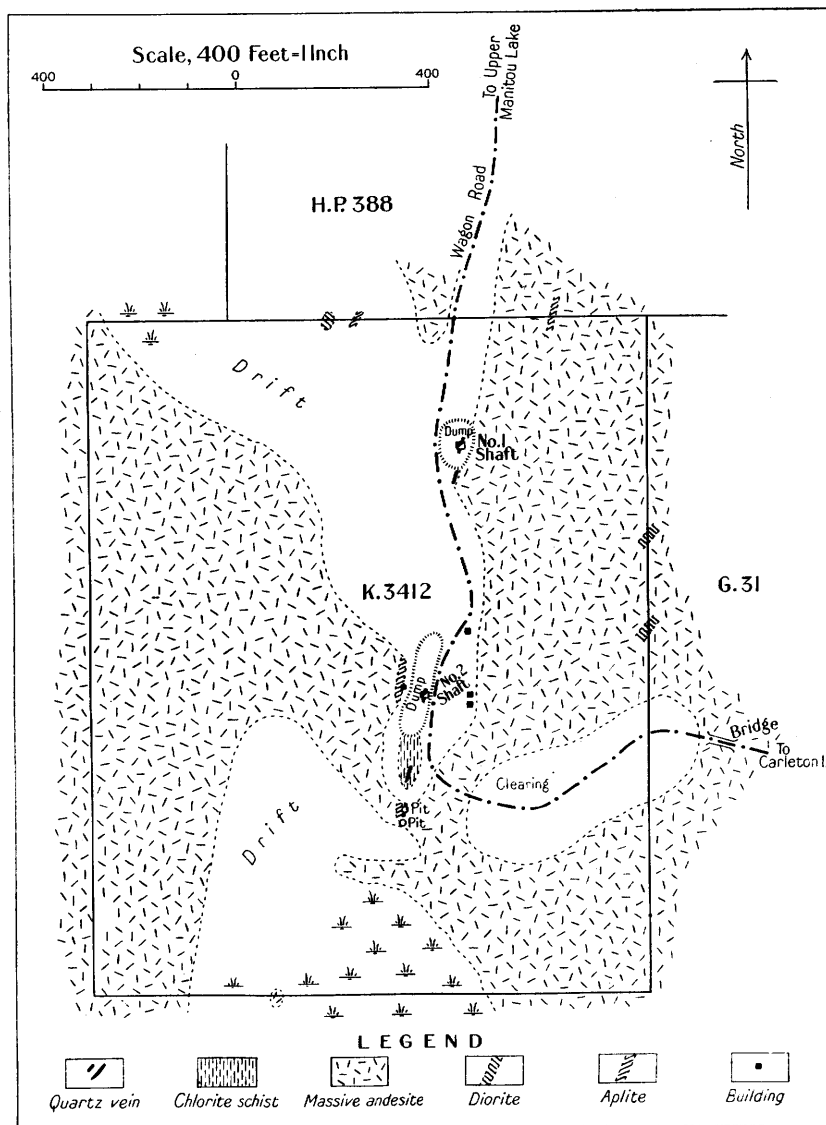 Scale, 400 Feet=1 Inch
400 0 400
To Upper
Manitou Lake
North
H.P. 388
Wagon Road
Drift
Dump
No.1
Shaft
K.3412
G.31
Dump
No.2
Shaft
Bridge
To
Carleton L
Clearing
Drift
Pit
Pit
LEGEND
Quartz vein
Chlorite schist
Massive andesite
Diorite
Aplite
Building